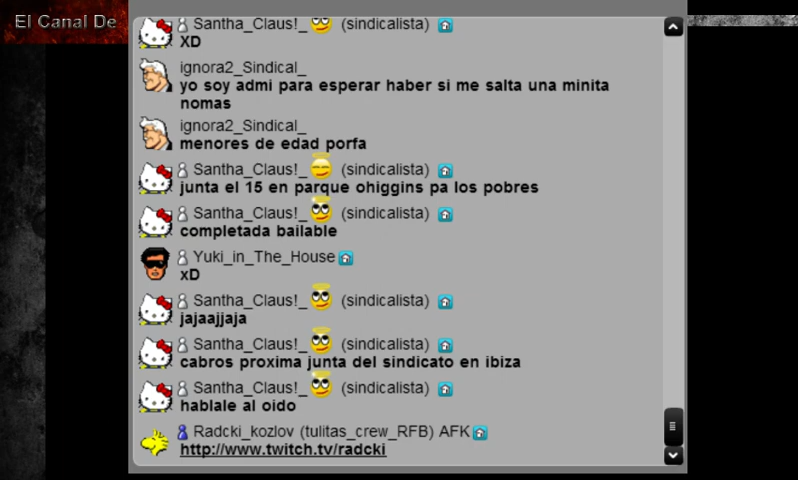 El Canal De
Santha_Claus!_ (sindicalista)
XD
ignora2_Sindical_
yo soy admi para esperar haber si me salta una minita
nomas
ignora2_Sindical_
menores de edad porfa
Santha_Claus!_ (sindicalista)
junta el 15 en parque ohiggins pa los pobres
Santha_Claus!_ (sindicalista)
completada bailable
Yuki_in_The_House
xD
Santha_Claus!_ (sindicalista)
jajaajjaja
Santha_Claus!_ (sindicalista)
cabros proxima junta del sindicato en ibiza
Santha_Claus!_ (sindicalista)
hablale al oido
Radcki_kozlov (tulitas_crew_RFB) AFK
http://www.twitch.tv/radcki